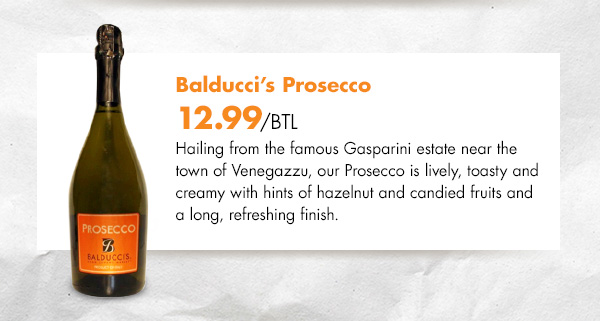 Balducci's Prosecco
12.99/BTL
Hailing from the famous Gasparini estate near the
town of Venegazzu, our Prosecco is lively, toasty and
creamy with hints of hazelnut and candied fruits and
a long, refreshing finish.
PROSECCO
B
BALDUCCI'S